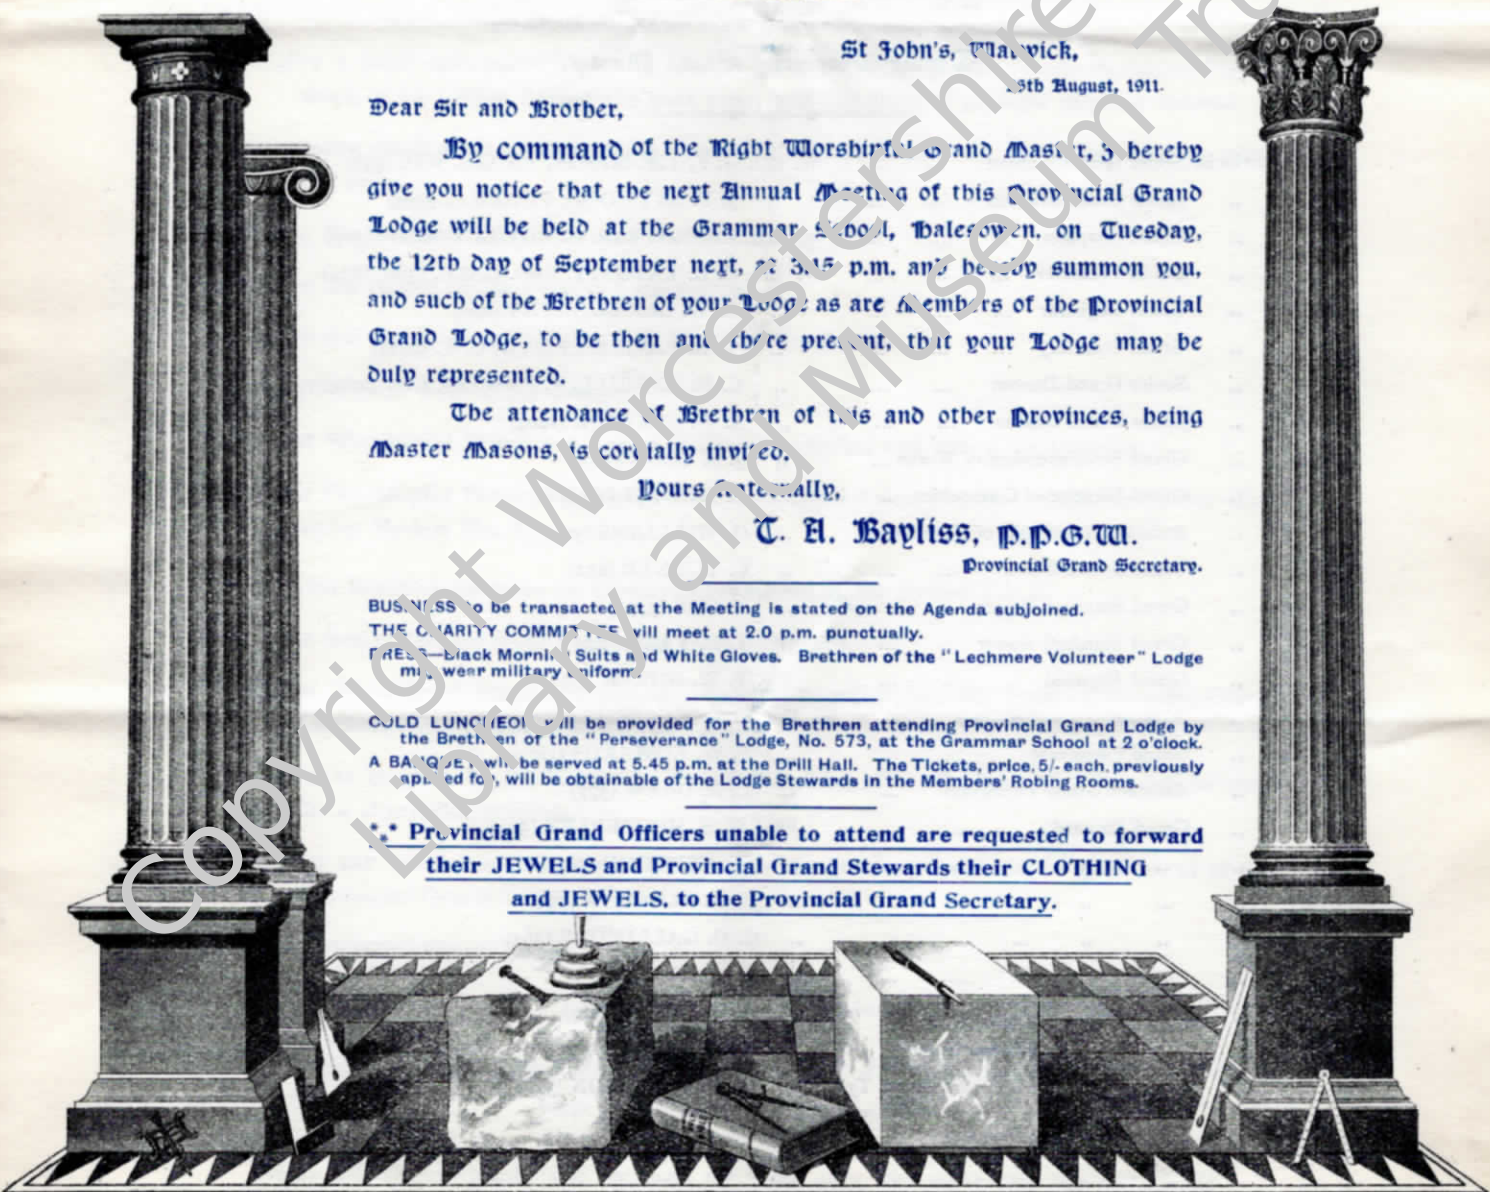 St John's, Warwick,
August, 1911.
Dear Sir and Brother,
By command of the Right Worshipful Grand Master, I hereby
give you notice that the next Annual Meeting of this Provincial Grand
Lodge will be held at the Grammar School, Halesowen, on Tuesday,
the 12th day of September next, at 3.15 p.m. and hereby summon you,
and such of the Brethren of your Lodge as are Members of the Provincial
Grand Lodge, to be then and there present, that your Lodge may be
duly represented.
The attendance of Brethren of this and other Provinces, being
Master Masons, is cordially invited.
Yours fraternally,
T. A. Bayliss, P.P.G.W.
Provincial Grand Secretary.
BUSINESS to be transacted at the Meeting is stated on the Agenda subjoined.
THE CHARITY COMMITTEE will meet at 2.0 p.m. punctually.
DRESS—Black Morning Suits and White Gloves. Brethren of the "Lechmere Volunteer" Lodge
may wear military uniform.
COLD LUNCHEON will be provided for the Brethren attending Provincial Grand Lodge by
the Brethren of the "Perseverance" Lodge, No. 573, at the Grammar School at 2 o'clock.
A BANQUET will be served at 5.45 p.m. at the Drill Hall. The Tickets, price, 5/- each, previously
applied for, will be obtainable of the Lodge Stewards in the Members' Robing Rooms.
*** Provincial Grand Officers unable to attend are requested to forward
their JEWELS and Provincial Grand Stewards their CLOTHING
and JEWELS, to the Provincial Grand Secretary.
Copyright Worcestershire
Library and Museum